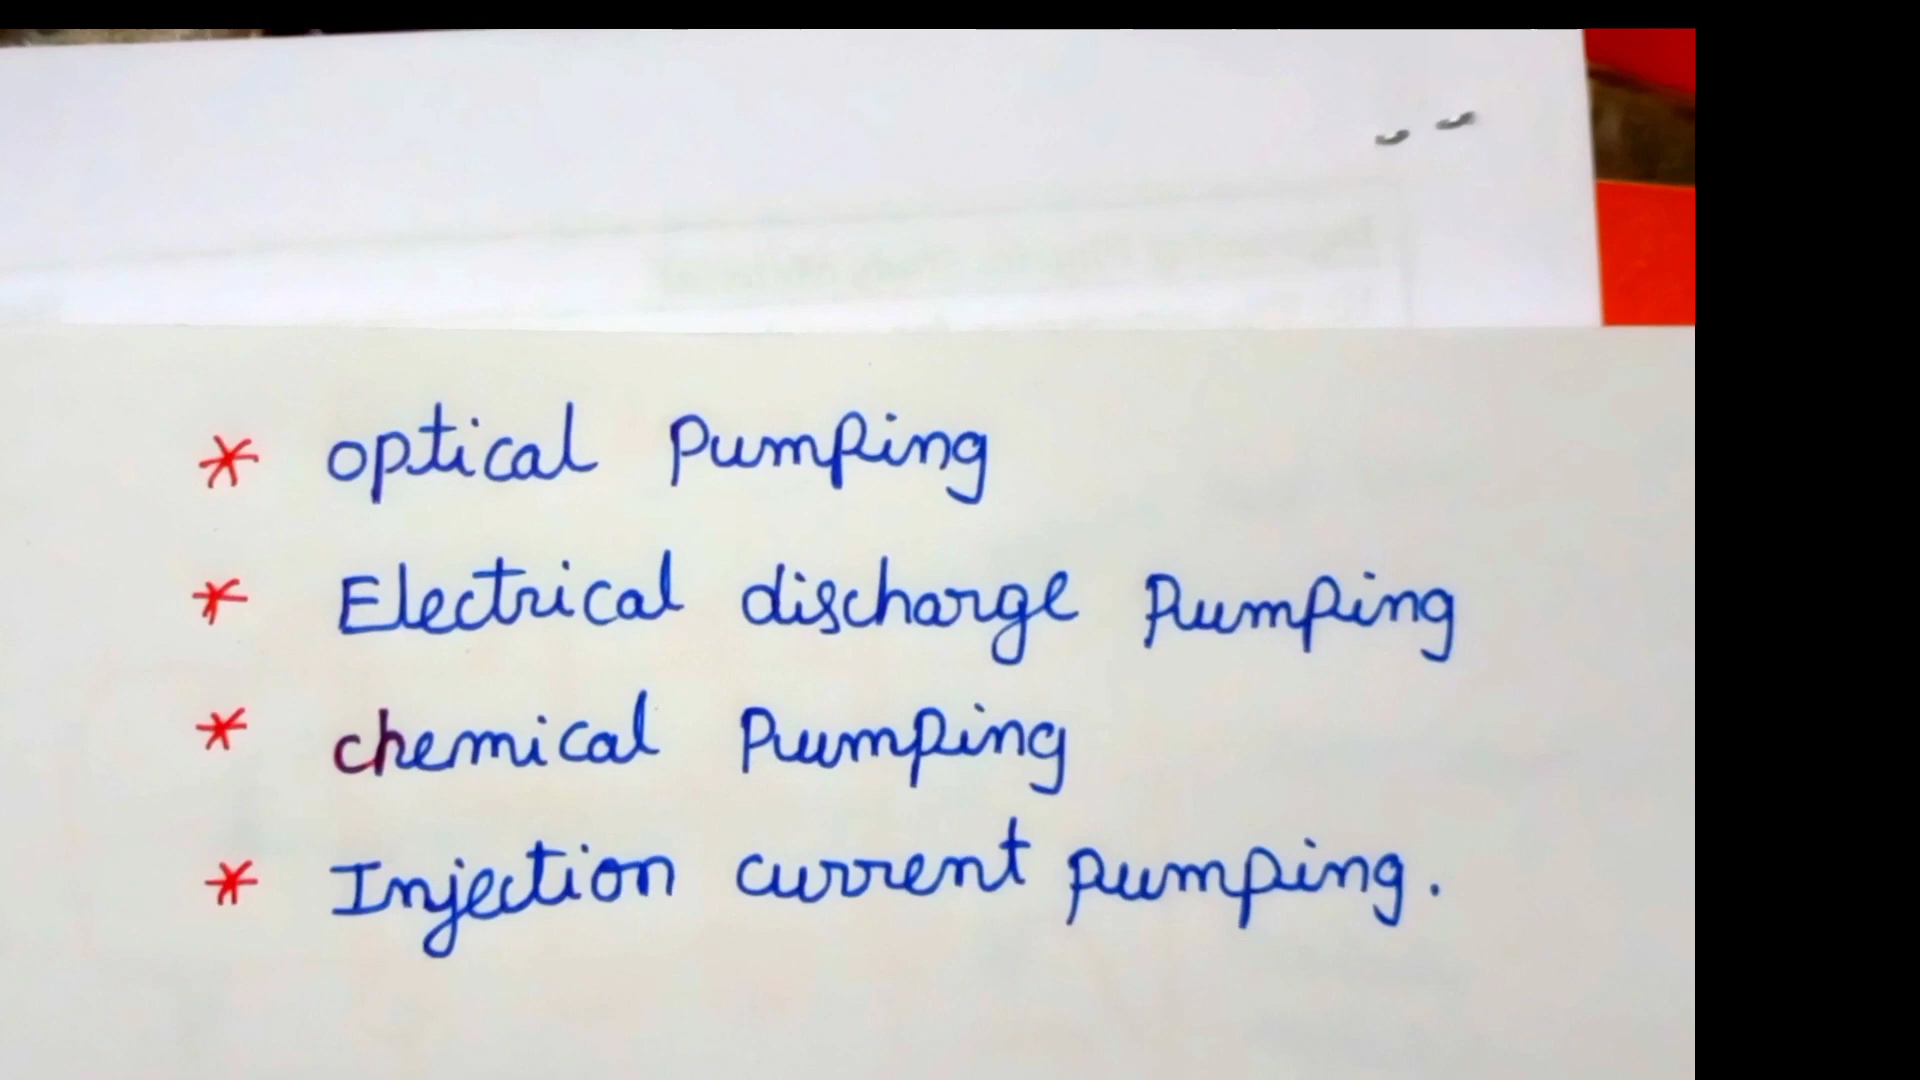 * optical Pumping
* Electrical discharge Pumping
* chemical Pumping
* Injection current pumping.